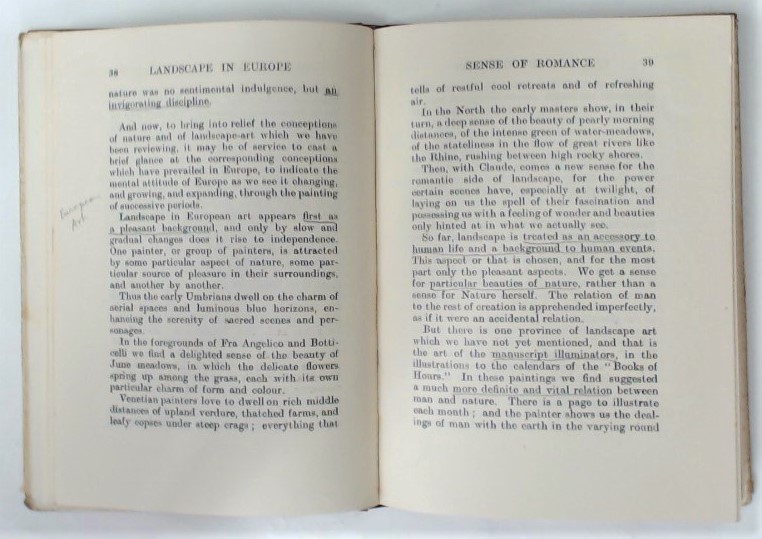 38 LANDSCAPE IN EUROPE
nature was no sentimental indulgence, but an
invigorating discipline.
And now, to bring into relief the conceptions
of nature and of landscape-art which we have
been reviewing, it may be of service to cast a
brief glance at the corresponding conceptions
which have prevailed in Europe, to indicate the
mental attitude of Europe as we see it changing,
and growing, and expanding, through the painting
of successive periods.
European
Art.
Landscape in European art appears first as
a pleasant background, and only by slow and
gradual changes does it rise to independence.
One painter, or group of painters, is attracted
by some particular aspect of nature, some par-
ticular source of pleasure in their surroundings,
and another by another.
Thus the early Umbrians dwell on the charm of
aerial spaces and luminous blue horizons, en-
hancing the serenity of sacred scenes and per-
sonages.
In the foregrounds of Fra Angelico and Botti-
celli we find a delighted sense of the beauty of
June meadows, in which the delicate flowers
spring up among the grass, each with its own
particular charm of form and colour.
Venetian painters love to dwell on rich middle
distances of upland verdure, thatched farms, and
leafy copses under steep crags ; everything that
SENSE OF ROMANCE 39
tells of restful cool retreats and of refreshing
air.
In the North the early masters show, in their
turn, a deep sense of the beauty of pearly morning
distances, of the intense green of water-meadows,
of the stateliness in the flow of great rivers like
the Rhine, rushing between high rocky shores.
Then, with Claude, comes a new sense for the
romantic side of landscape, for the power
certain scenes have, especially at twilight, of
laying on us the spell of their fascination and
possessing us with a feeling of wonder and beauties
only hinted at in what we actually see.
So far, landscape is treated as an accessory to
human life and a background to human events.
This aspect or that is chosen, and for the most
part only the pleasant aspects. We get a sense
for particular beauties of nature, rather than a
sense for Nature herself. The relation of man
to the rest of creation is apprehended imperfectly,
as if it were an accidental relation.
But there is one province of landscape art
which we have not yet mentioned, and that is
the art of the manuscript illuminators, in the
illustrations to the calendars of the "Books of
Hours." In these paintings we find suggested
a much more definite and vital relation between
man and nature. There is a page to illustrate
each month ; and the painter shows us the deal-
ings of man with the earth in the varying round